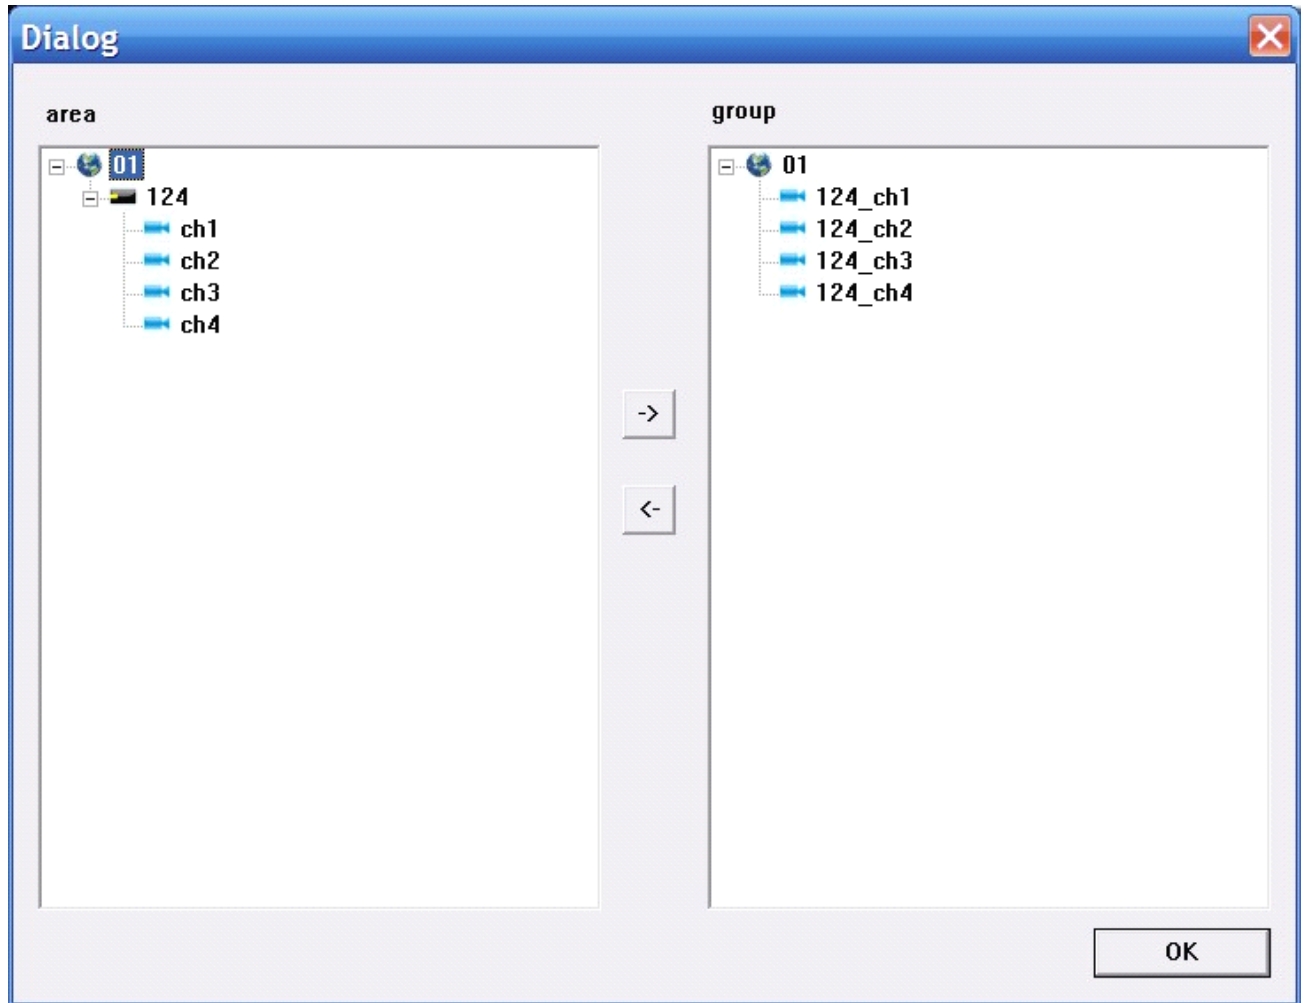 Dialog
area
01
124
ch1
ch2
ch3
ch4
->
<-
group
01
124_ch1
124_ch2
124_ch3
124_ch4
OK